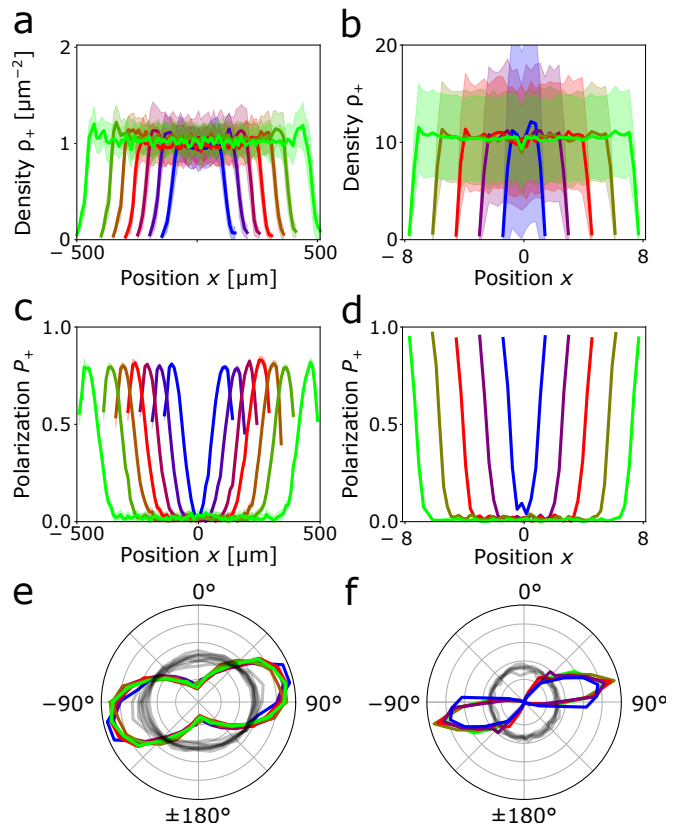 a
2
1
0
Density ρ₊ [µm⁻²]
−500
0
500
Position x [µm]
b
20
10
0
Density ρ₊
− 8
0
8
Position x
c
1.0
0.5
0.0
Polarization P₊
−500
0
500
Position x [µm]
d
1.0
0.5
0.0
Polarization P₊
− 8
0
8
Position x
e
0°
−90°
90°
±180°
f
0°
−90°
90°
±180°